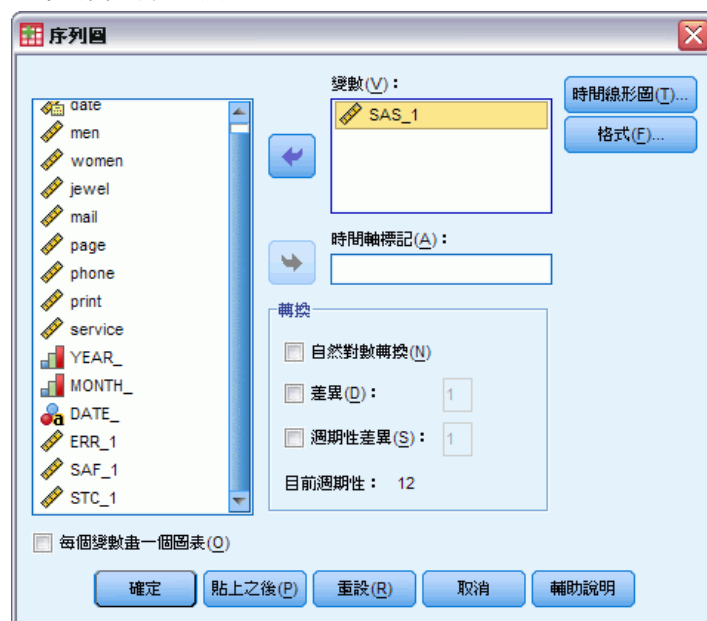 序列圖
變數(V)：
SAS_1
時間線形圖(T)...
格式(F)...
date
men
women
jewel
mail
page
phone
print
service
YEAR_
MONTH_
DATE_
ERR_1
SAF_1
STC_1
時間軸標記(A)：
轉換
自然對數轉換(N)
差異(D)：
1
週期性差異(S)：
1
目前週期性： 12
每個變數畫一個圖表(O)
確定
貼上之後(P)
重設(R)
取消
輔助說明